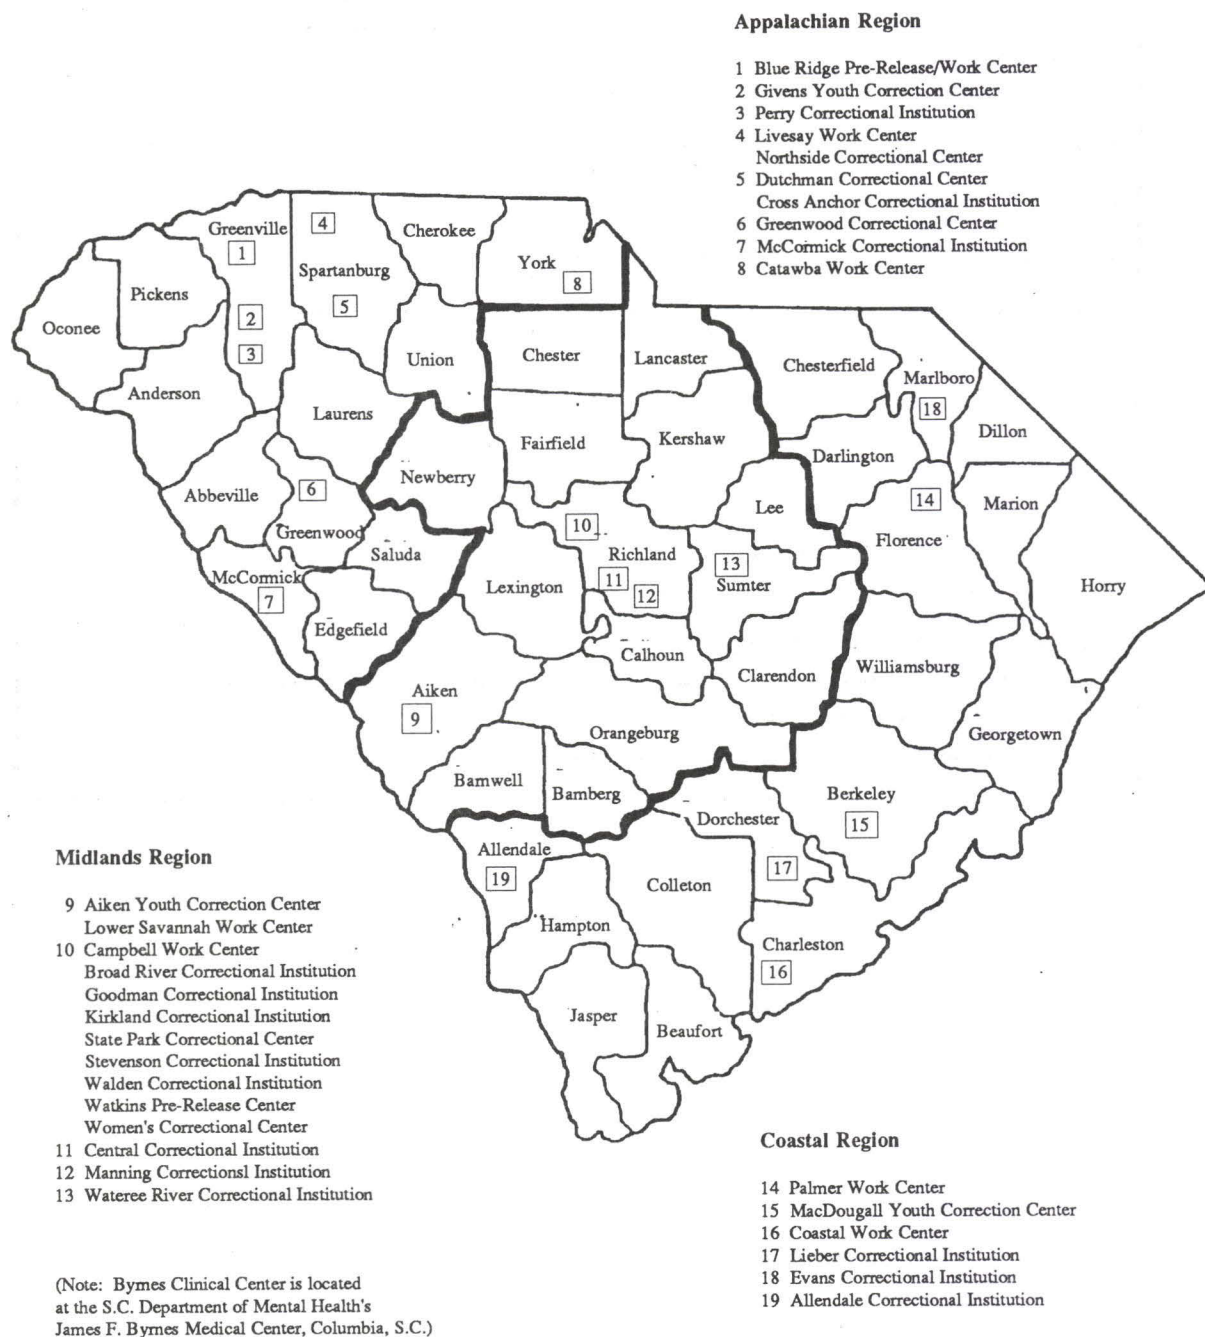 Appalachian Region
1 Blue Ridge Pre-Release/Work Center
2 Givens Youth Correction Center
3 Perry Correctional Institution
4 Livesay Work Center
Northside Correctional Center
5 Dutchman Correctional Center
Cross Anchor Correctional Institution
6 Greenwood Correctional Center
7 McCormick Correctional Institution
8 Catawba Work Center
Greenville
1
4
Cherokee
York
8
Spartanburg
5
Pickens
2
Oconee
3
Union
Chester
Lancaster
Chesterfield
Marlboro
18
Anderson
Laurens
Dillon
Fairfield
Kershaw
Darlington
Newberry
Abbeville
6
Lee
14
Marion
Greenwood
10
Florence
Saluda
Richland
13
McCormick
7
Lexington
11
12
Sumter
Horry
Edgefield
Calhoun
Clarendon
Williamsburg
Aiken
9
Orangeburg
Georgetown
Barnwell
Bamberg
Berkeley
15
Dorchester
Allendale
19
17
Colleton
Hampton
Charleston
16
Jasper
Beaufort
Midlands Region
9 Aiken Youth Correction Center
Lower Savannah Work Center
10 Campbell Work Center
Broad River Correctional Institution
Goodman Correctional Institution
Kirkland Correctional Institution
State Park Correctional Center
Stevenson Correctional Institution
Walden Correctional Institution
Watkins Pre-Release Center
Women's Correctional Center
11 Central Correctional Institution
12 Manning Correctionsl Institution
13 Wateree River Correctional Institution
Coastal Region
14 Palmer Work Center
15 MacDougall Youth Correction Center
16 Coastal Work Center
17 Lieber Correctional Institution
18 Evans Correctional Institution
19 Allendale Correctional Institution
(Note: Byrnes Clinical Center is located
at the S.C. Department of Mental Health's
James F. Byrnes Medical Center, Columbia, S.C.)